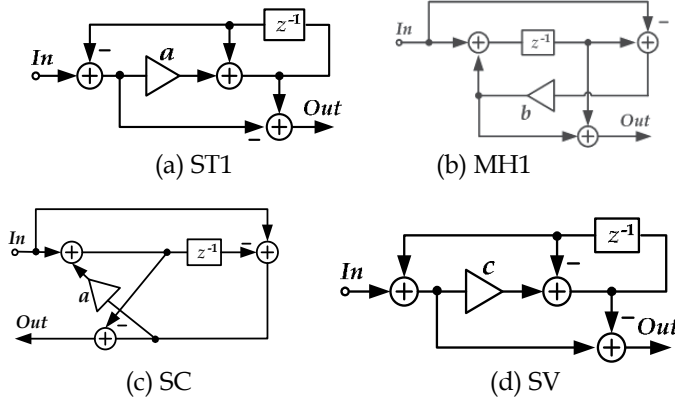 z⁻¹
In
a
Out
(a) ST1
In
z⁻¹
b
Out
(b) MH1
In
z⁻¹
a
Out
(c) SC
z⁻¹
In
c
Out
(d) SV